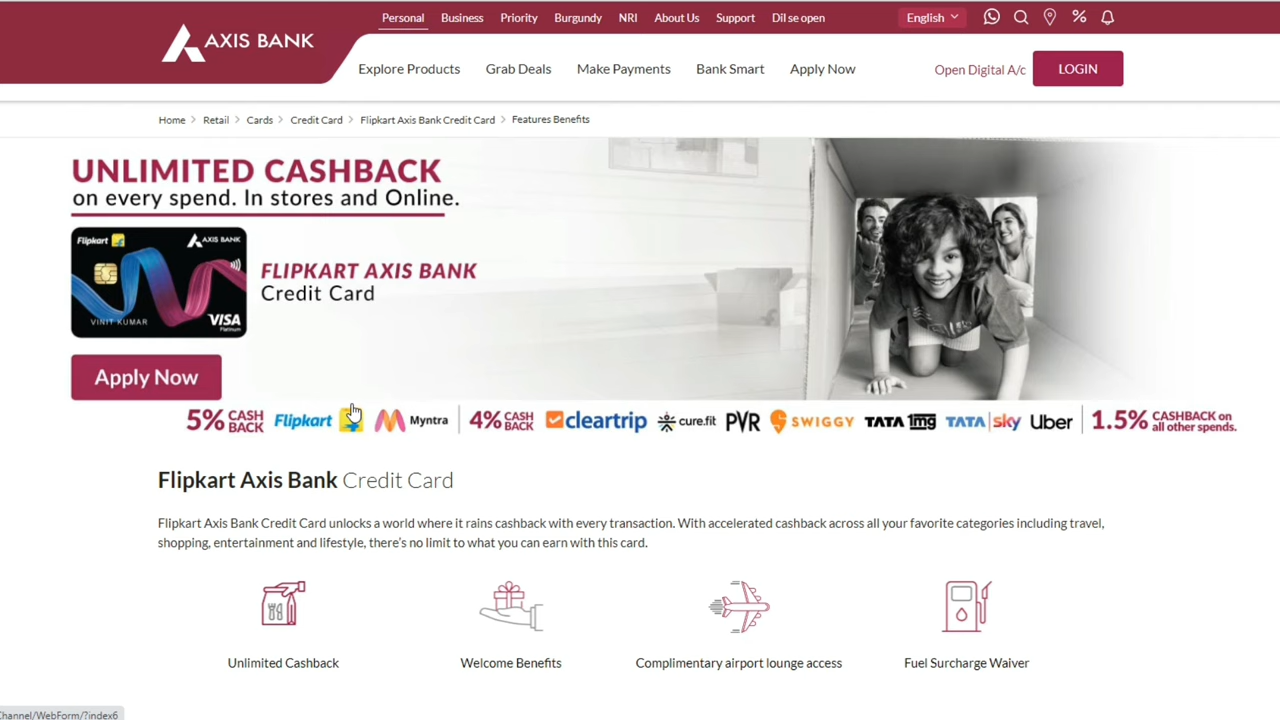 Personal Business Priority Burgundy NRI About Us Support Dil se open English
AXIS BANK
Explore Products Grab Deals Make Payments Bank Smart Apply Now Open Digital A/c LOGIN
Home > Retail > Cards > Credit Card > Flipkart Axis Bank Credit Card > Features Benefits
UNLIMITED CASHBACK
on every spend. In stores and Online.
Flipkart AXIS BANK
VINIT KUMAR VISA
Platinum
FLIPKART AXIS BANK
Credit Card
Apply Now
5% CASH BACK Flipkart Myntra 4% CASH BACK cleartrip cure.fit PVR SWIGGY TATA 1mg TATA sky Uber 1.5% CASHBACK on all other spends.
Flipkart Axis Bank Credit Card
Flipkart Axis Bank Credit Card unlocks a world where it rains cashback with every transaction. With accelerated cashback across all your favorite categories including travel,
shopping, entertainment and lifestyle, there's no limit to what you can earn with this card.
Unlimited Cashback Welcome Benefits Complimentary airport lounge access Fuel Surcharge Waiver
Channel/WebForm/?index6